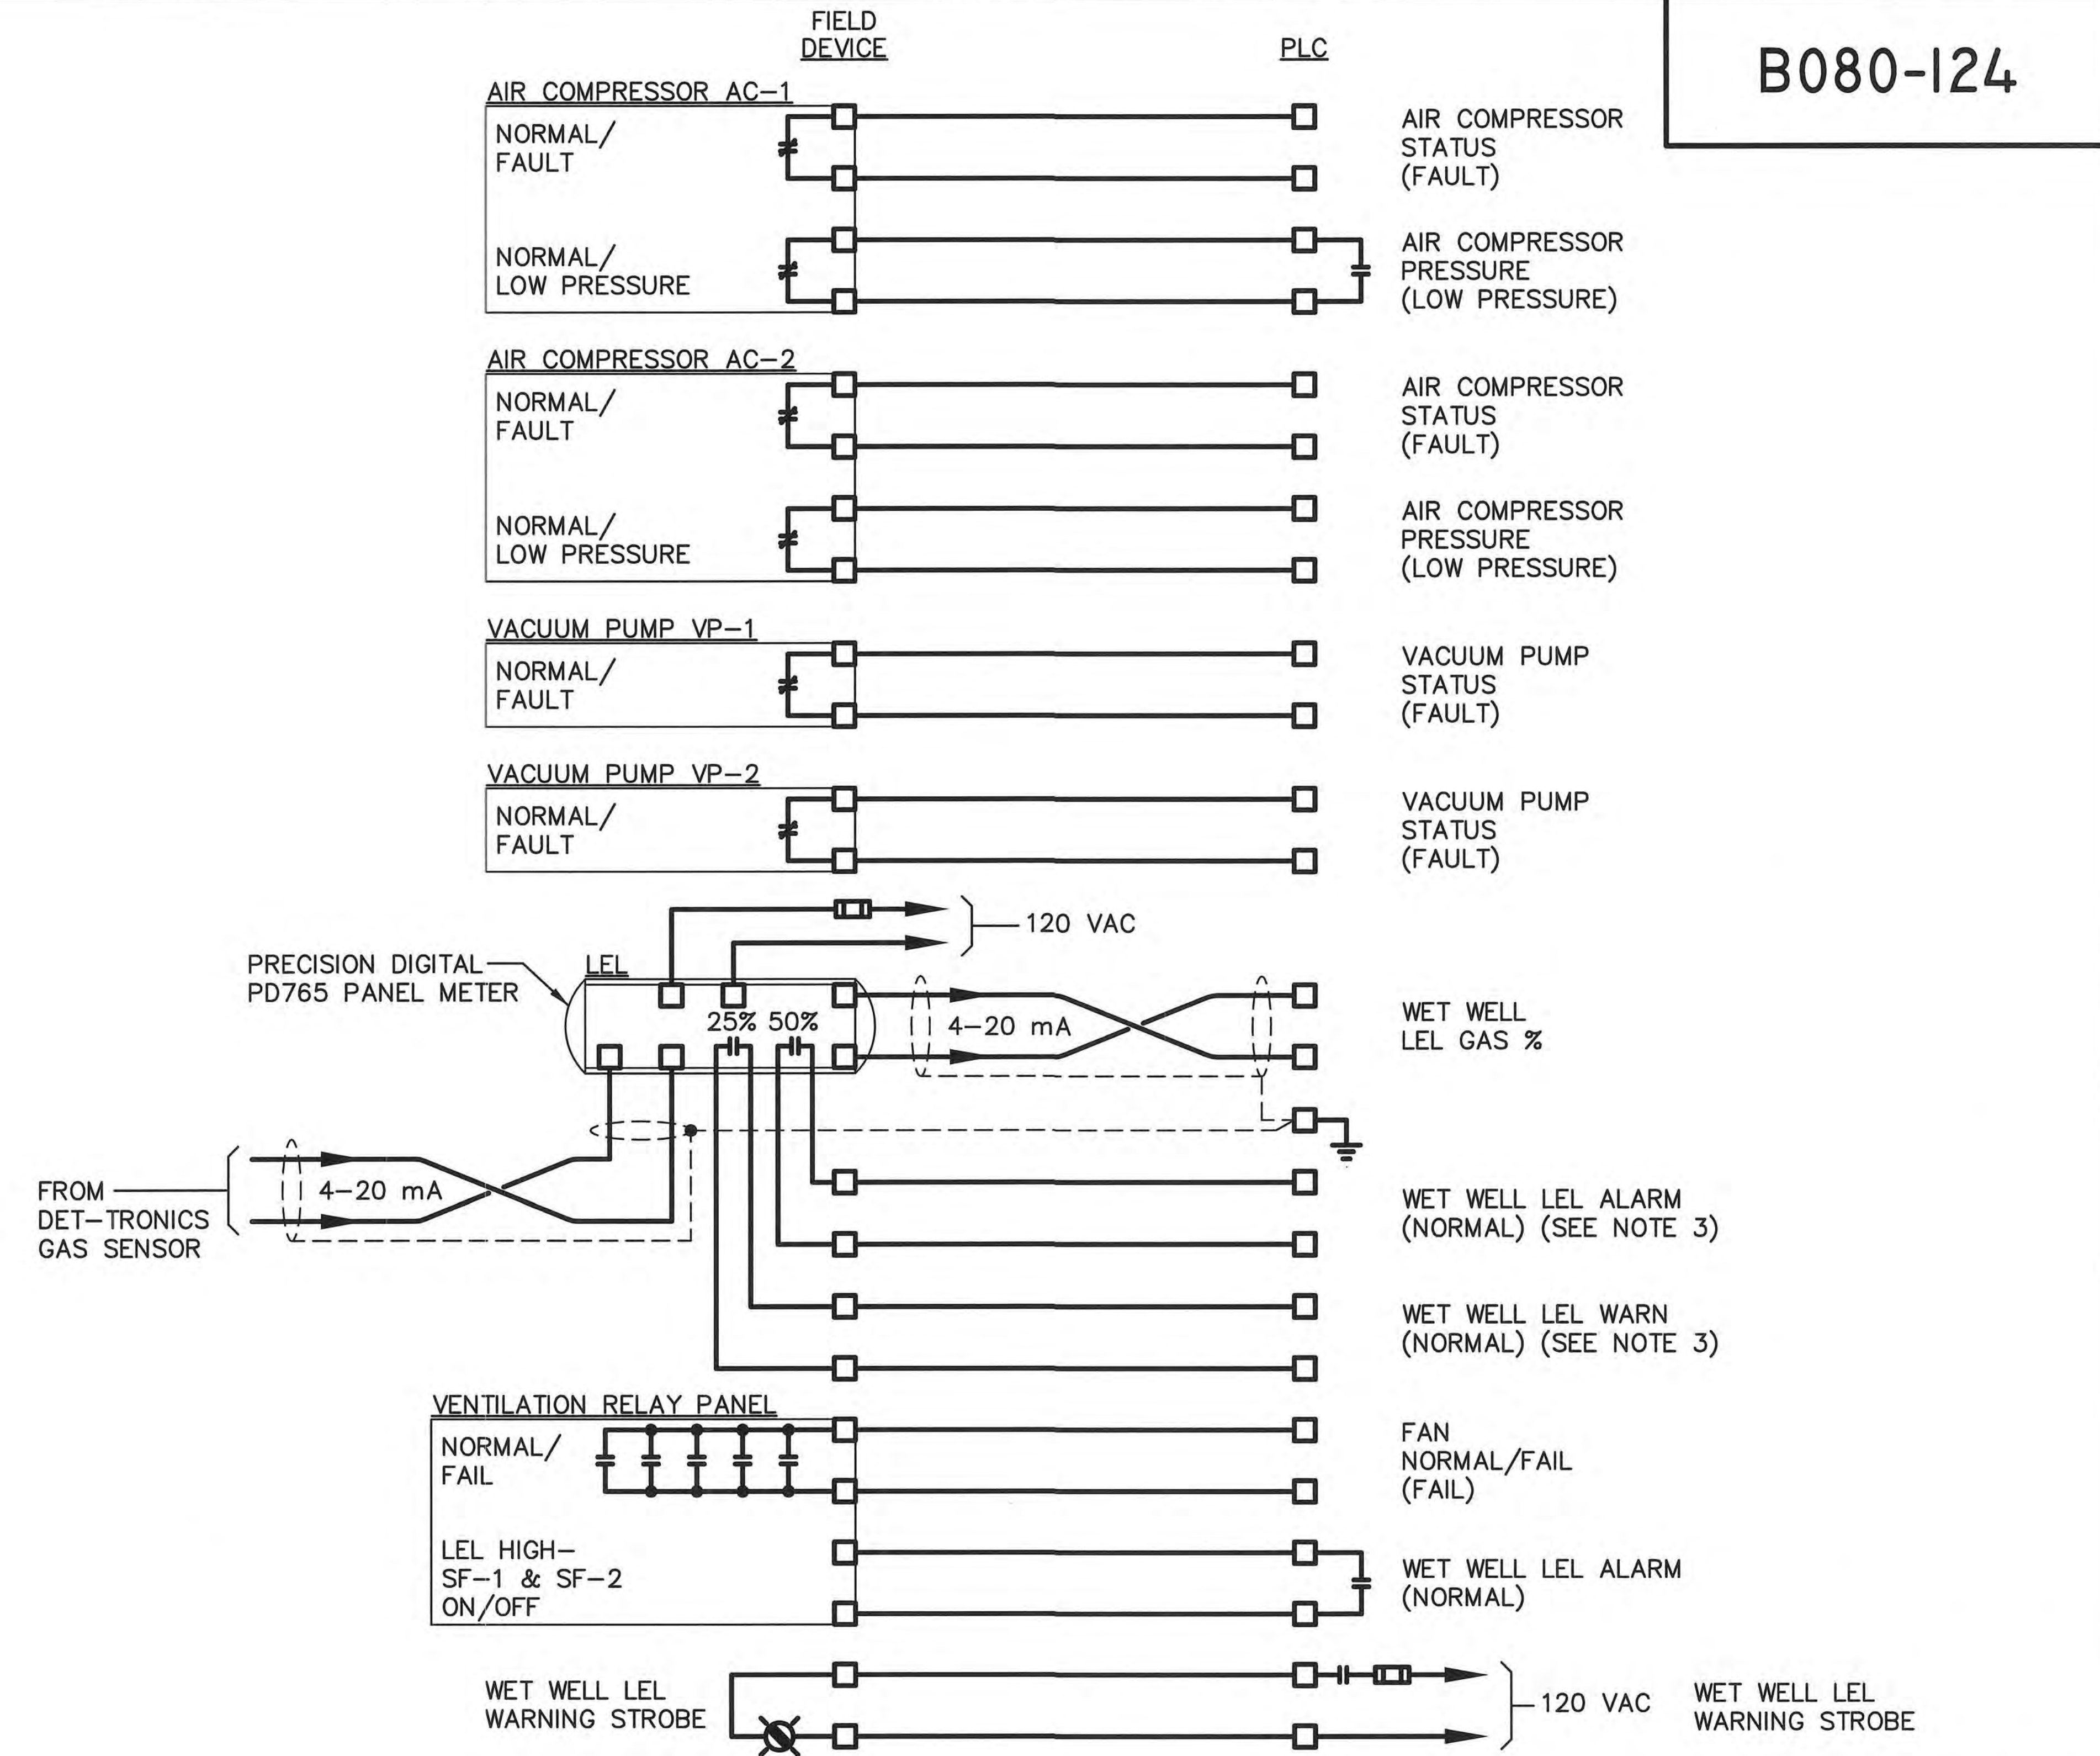 FIELD
DEVICE
PLC
B080-124
AIR COMPRESSOR AC-1
NORMAL/
FAULT
AIR COMPRESSOR
STATUS
(FAULT)
NORMAL/
LOW PRESSURE
AIR COMPRESSOR
PRESSURE
(LOW PRESSURE)
AIR COMPRESSOR AC-2
NORMAL/
FAULT
AIR COMPRESSOR
STATUS
(FAULT)
NORMAL/
LOW PRESSURE
AIR COMPRESSOR
PRESSURE
(LOW PRESSURE)
VACUUM PUMP VP-1
NORMAL/
FAULT
VACUUM PUMP
STATUS
(FAULT)
VACUUM PUMP VP-2
NORMAL/
FAULT
VACUUM PUMP
STATUS
(FAULT)
120 VAC
PRECISION DIGITAL
PD765 PANEL METER
LEL
25% 50%
4-20 mA
WET WELL
LEL GAS %
FROM
DET-TRONICS
GAS SENSOR
4-20 mA
WET WELL LEL ALARM
(NORMAL) (SEE NOTE 3)
WET WELL LEL WARN
(NORMAL) (SEE NOTE 3)
VENTILATION RELAY PANEL
NORMAL/
FAIL
FAN
NORMAL/FAIL
(FAIL)
LEL HIGH-
SF-1 & SF-2
ON/OFF
WET WELL LEL ALARM
(NORMAL)
WET WELL LEL
WARNING STROBE
120 VAC
WET WELL LEL
WARNING STROBE